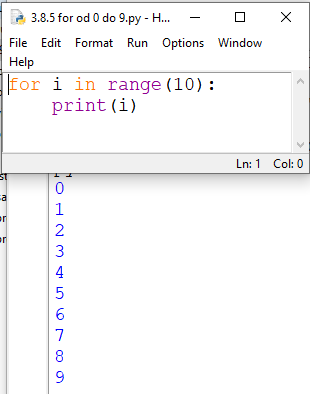 3.8.5 for od 0 do 9.py - H...
File Edit Format Run Options Window
Help
for i in range(10):
    print(i)
Ln: 1 Col: 0
0
1
2
3
4
5
6
7
8
9